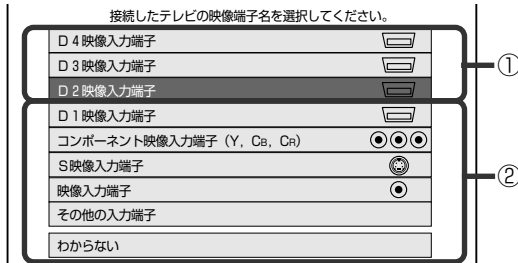 接続したテレビの映像端子名を選択してください。
D4映像入力端子
D3映像入力端子
①
D2映像入力端子
D1映像入力端子
コンポーネント映像入力端子（Y，CB，CR）
S映像入力端子
②
映像入力端子
その他の入力端子
わからない